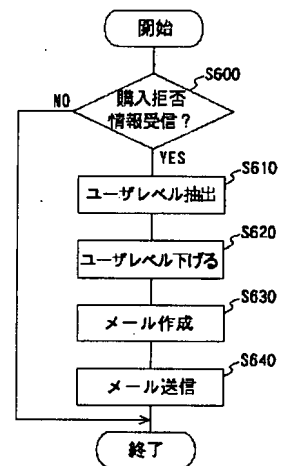 開始
S600
NO
購入拒否
情報受信?
YES
S610
ユーザレベル抽出
S620
ユーザレベル下げる
S630
メール作成
S640
メール送信
終了